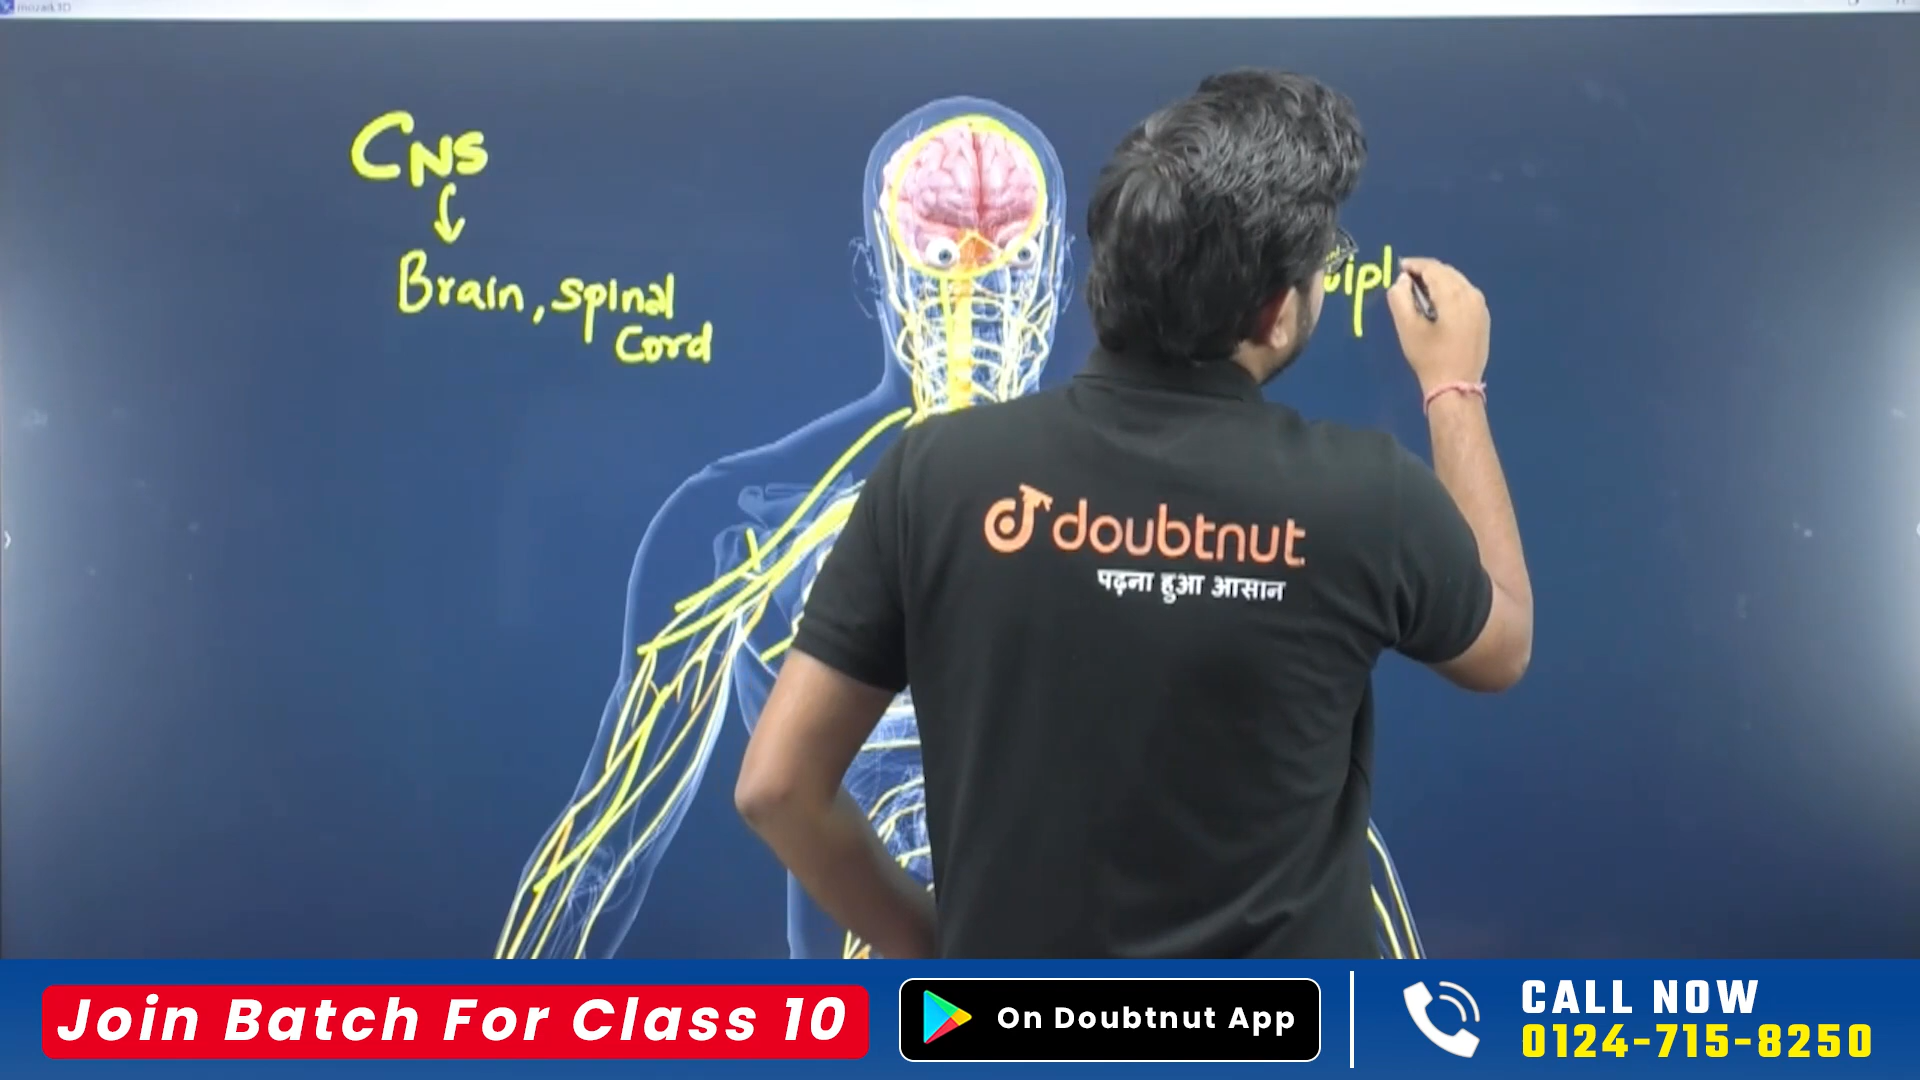 mozaik3D
CNS
Brain, spinal
Cord
doubtnut
पढ़ना हुआ आसान
Join Batch For Class 10
On Doubtnut App
CALL NOW
0124-715-8250